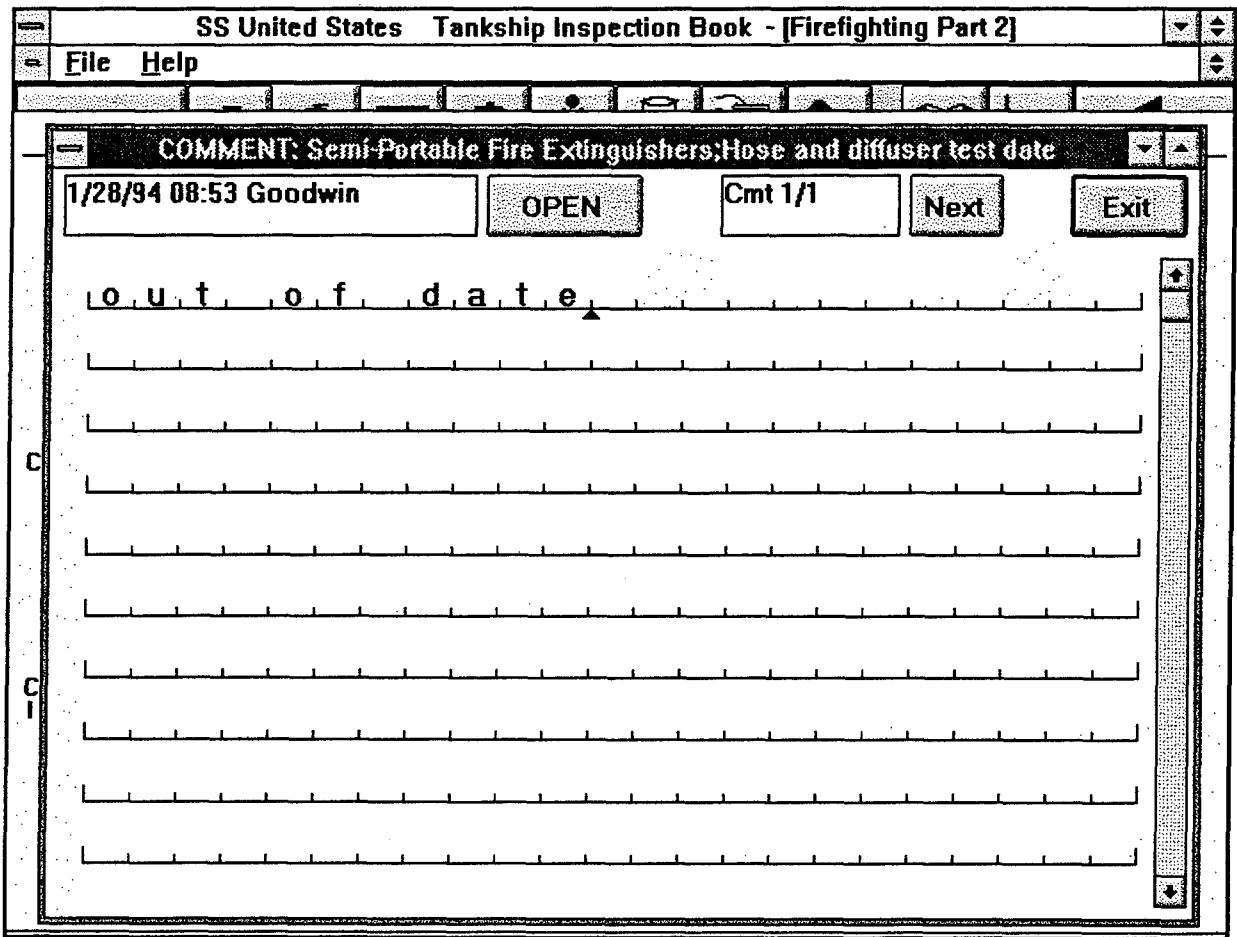 SS United States Tankship Inspection Book - [Firefighting Part 2]
File Help
COMMENT: Semi-Portable Fire Extinguishers;Hose and diffuser test date
1/28/94 08:53 Goodwin
OPEN
Cmt 1/1
Next
Exit
out of date
C
C
I